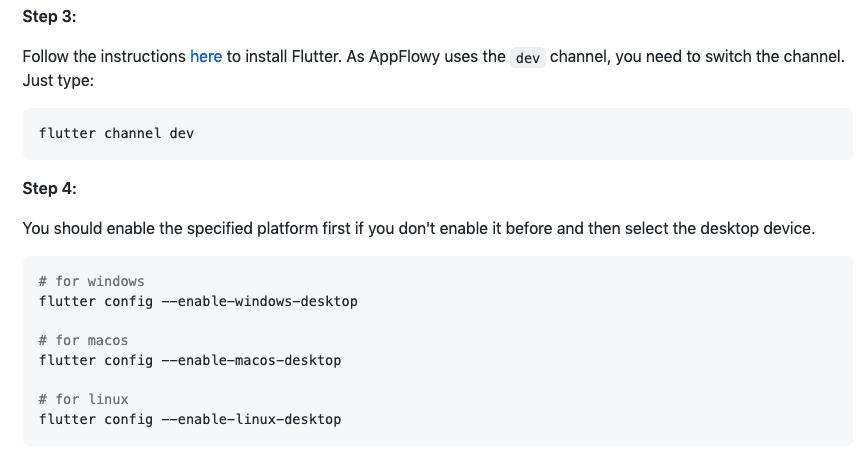 Step 3:
Follow the instructions here to install Flutter. As AppFlowy uses the dev channel, you need to switch the channel.
Just type:
flutter channel dev
Step 4:
You should enable the specified platform first if you don't enable it before and then select the desktop device.
# for windows
flutter config --enable-windows-desktop
# for macos
flutter config --enable-macos-desktop
# for linux
flutter config --enable-linux-desktop